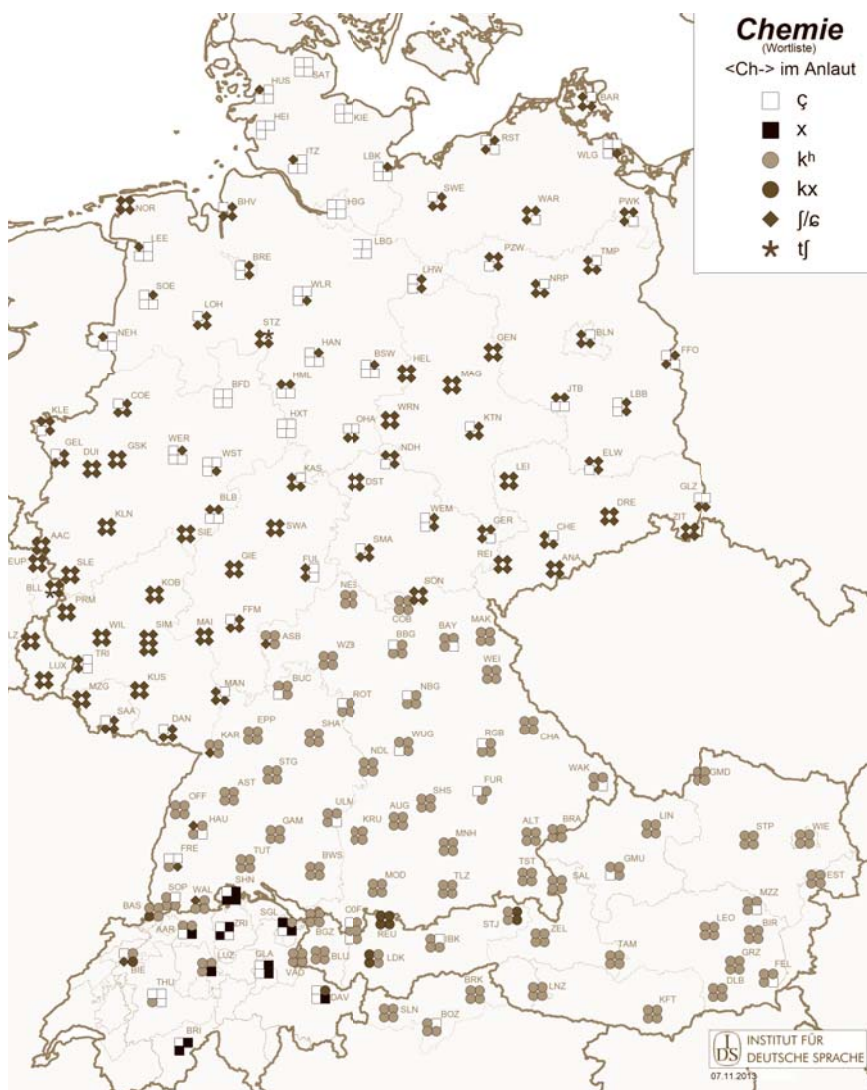 Chemie
(Wortliste)
<Ch-> im Anlaut
ç
x
kʰ
kx
ʃ/ɕ
tʃ
SAT
HUS
KIE
HEI
BAR
RST
ITZ
LBK
WLG
NOR
BHV
HBG
SWE
WAR
PWK
LEE
LBG
BRE
PZW
TMP
LHW
SOE
WLR
NRP
LOH
STZ
NEH
HAN
GEN
BLN
FFO
BSW
HEL
MAG
HML
BFD
COE
JTB
LBB
KLE
HXT
OHA
WRN
KTN
GEL
DUI
GSK
WER
WST
NDH
ELW
KAS
DST
LEI
GLZ
BLB
KLN
SIE
SWA
WEM
GER
CHE
DRE
ZIT
AAC
EUP
SLE
GIE
FUL
SMA
REI
ANA
BLL
PRM
KOB
NEI
SON
COB
FFM
ASB
BBG
BAY
MAK
LZ
WIL
SIM
MAI
TRI
LUX
WZB
WEI
MZG
KUS
MAN
BUC
ROT
NBG
SAA
DAN
KAR
EPP
SHA
WUG
RGB
CHA
STG
NDL
WAK
GMD
OFF
AST
FUR
HAU
GAM
ULM
KRU
AUG
SHS
ALT
BRA
LIN
STP
WIE
FRE
TUT
BWS
MNH
MOD
TLZ
TST
SAL
GMU
EST
SOP
WAL
SHN
BAS
MZZ
AAR
ZRI
SGL
BGZ
OFF
REU
STJ
ZEL
LEO
BIR
BIE
LUZ
GLA
VAD
BLU
LDK
IBK
TAM
GRZ
FEL
THU
DAV
BRK
LNZ
DLB
BRI
SLN
BOZ
KFT
IDS
INSTITUT FÜR
DEUTSCHE SPRACHE
07.11.2013